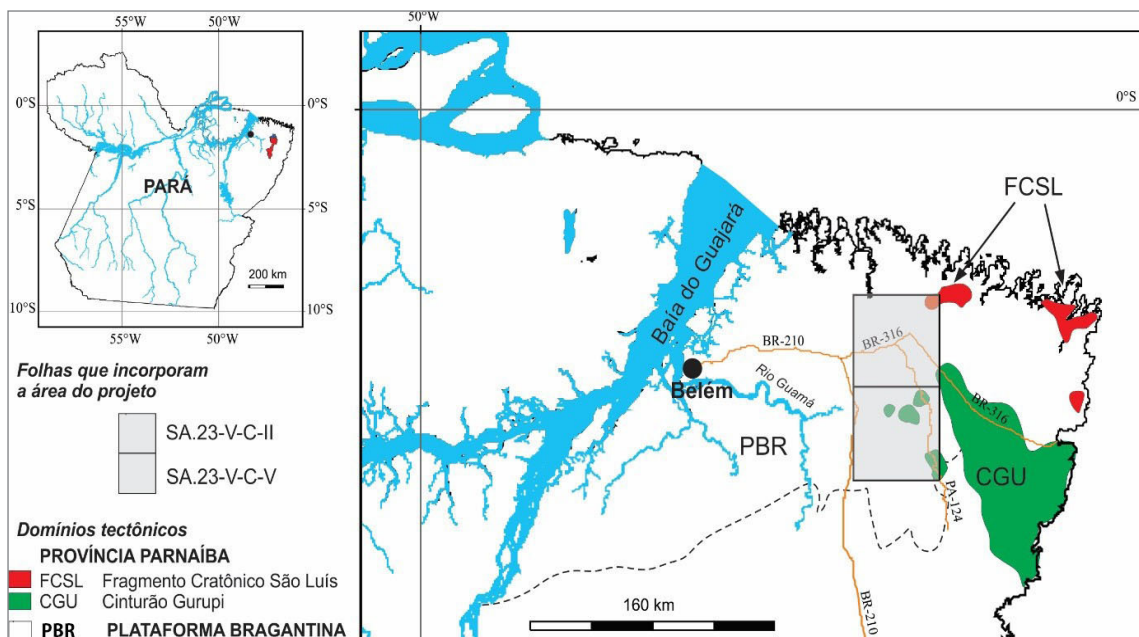 55°W
50°W
0°S
0°S
PARÁ
5°S
5°S
200 km
10°S
10°S
55°W
50°W
Folhas que incorporam
a área do projeto
SA.23-V-C-II
SA.23-V-C-V
Domínios tectônicos
PROVÍNCIA PARNAÍBA
FCSL Fragmento Cratônico São Luís
CGU Cinturão Gurupi
PBR PLATAFORMA BRAGANTINA
50°W
0°S
FCSL
Baía do Guajará
BR-210
BR-316
Belém
Rio Guamá
BR-316
PBR
CGU
PA-124
BR-210
160 km